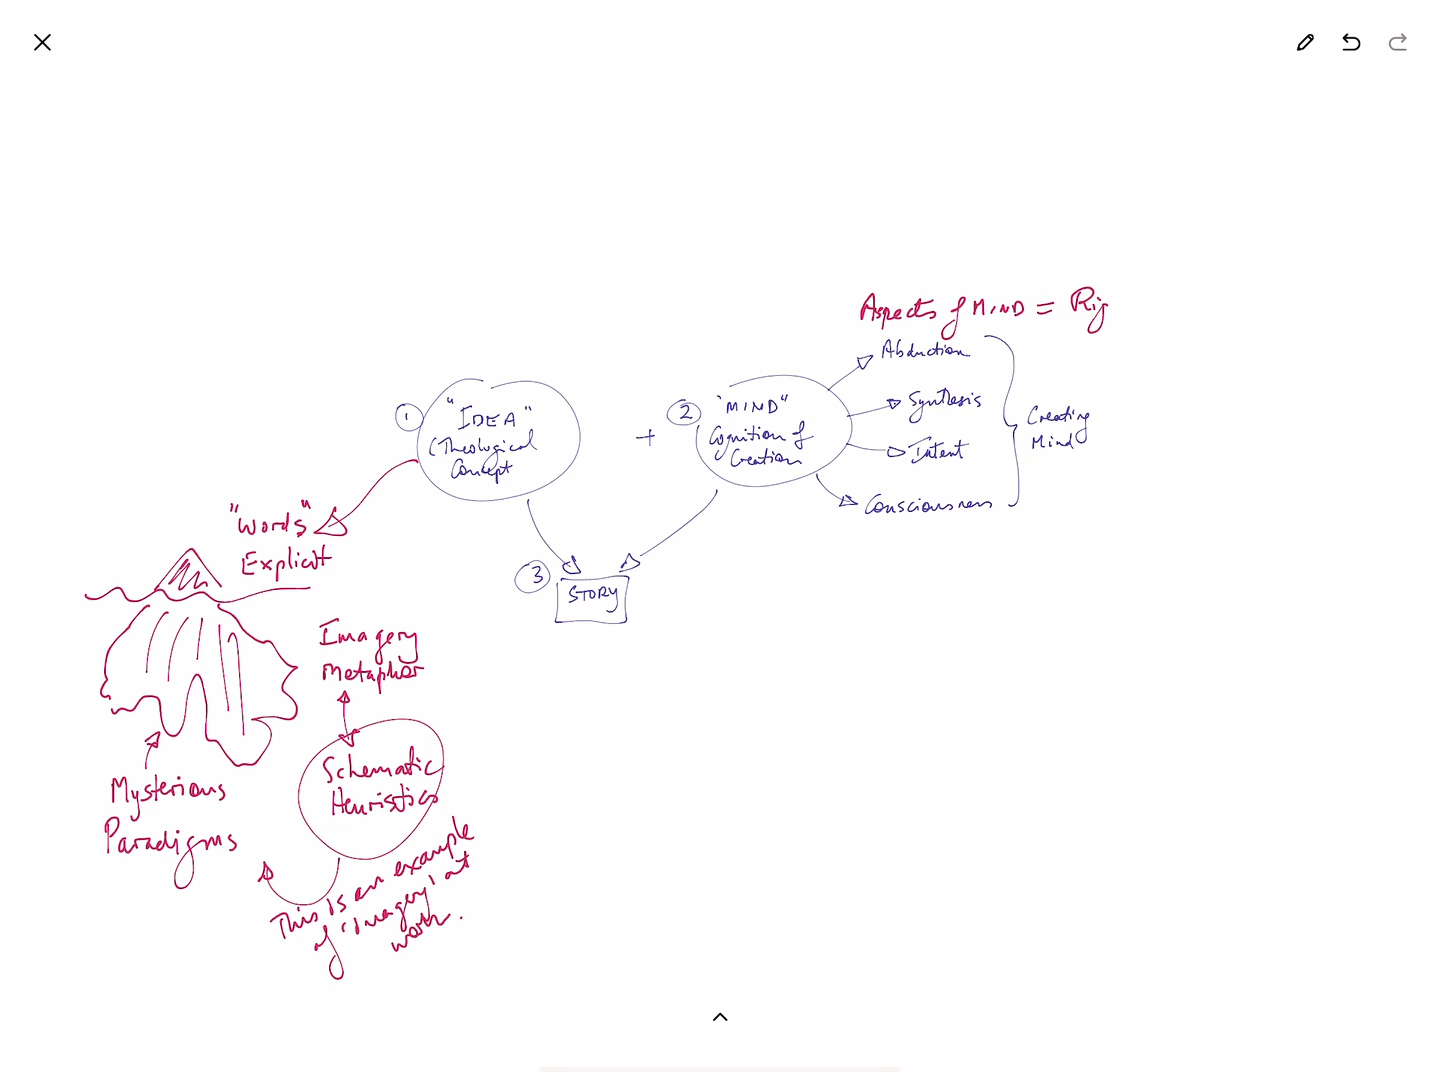 Aspects of MIND = Rig
Abduction
Synthesis
Intent
Consciousness
Creating
Mind
1
"IDEA"
(Theological
Concept
+
2
"MIND"
Cognition of
Creation
3
STORY
"Words"
Explicit
Imagery
Metaphor
Schematic
Heuristics
Mysterious
Paradigms
This is an example
of 'imagery' at
work.